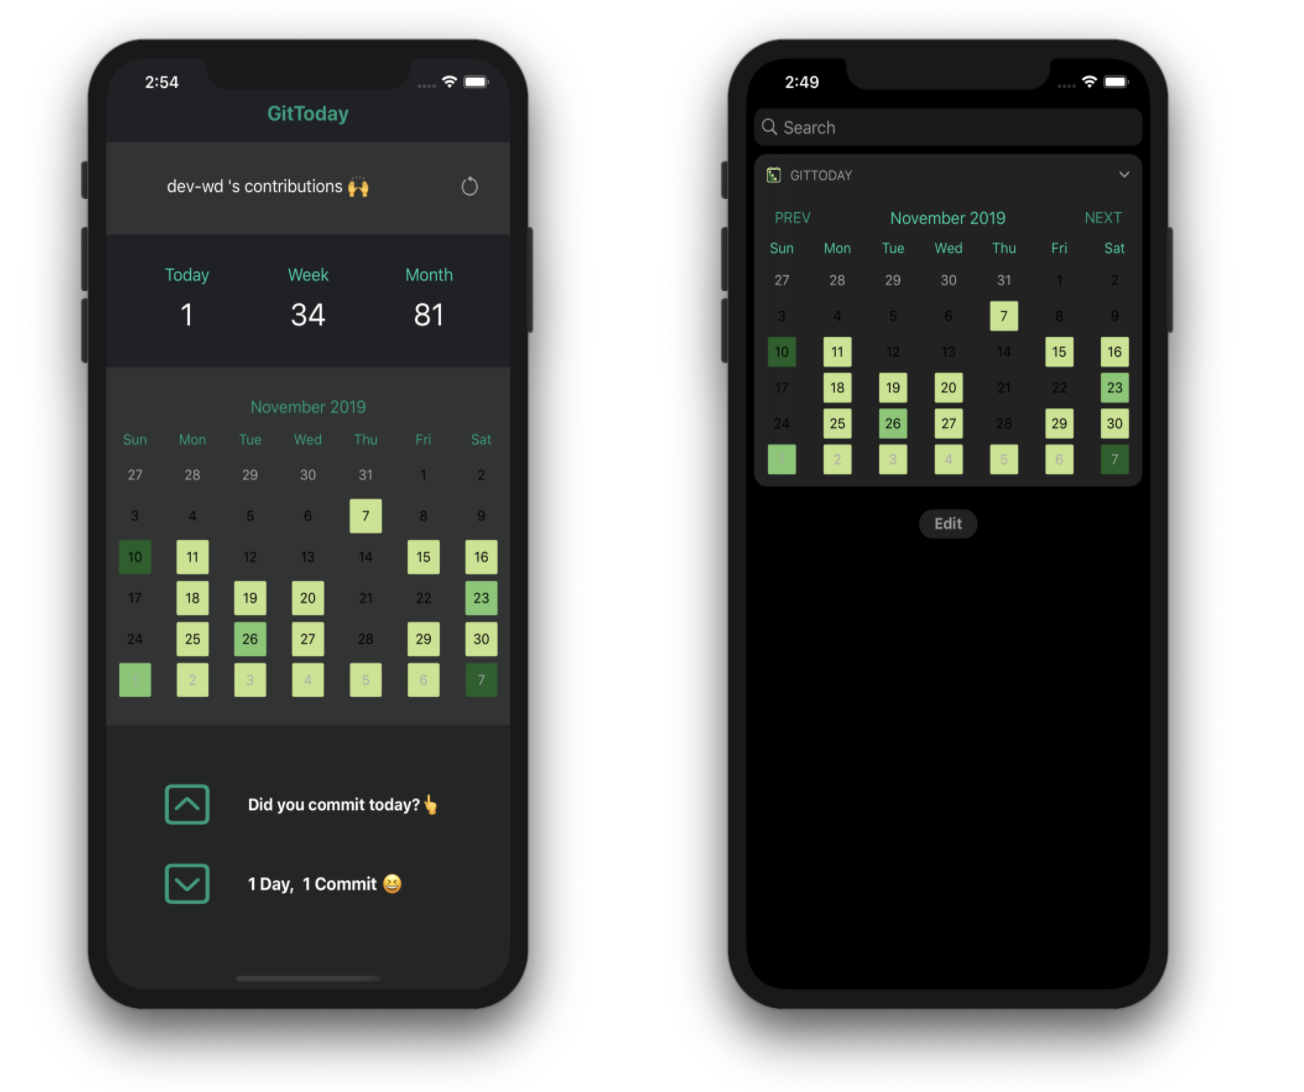 2:54
GitToday
dev-wd 's contributions 🙌
Today Week Month
1 34 81
November 2019
Sun Mon Tue Wed Thu Fri Sat
27 28 29 30 31 1 2
3 4 5 6 7 8 9
10 11 12 13 14 15 16
17 18 19 20 21 22 23
24 25 26 27 28 29 30
1 2 3 4 5 6 7
Did you commit today?👆
1 Day, 1 Commit 😆
2:49
Search
GITTODAY
PREV November 2019 NEXT
Sun Mon Tue Wed Thu Fri Sat
27 28 29 30 31 1 2
3 4 5 6 7 8 9
10 11 12 13 14 15 16
17 18 19 20 21 22 23
24 25 26 27 28 29 30
1 2 3 4 5 6 7
Edit